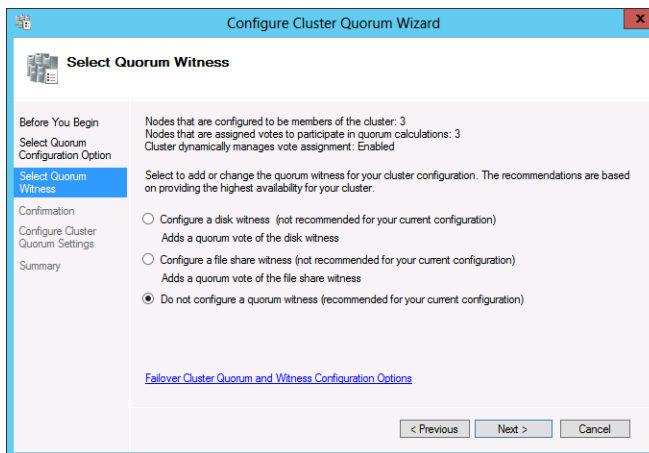 Configure Cluster Quorum Wizard
x
Select Quorum Witness
Before You Begin
Select Quorum
Configuration Option
Select Quorum
Witness
Confirmation
Configure Cluster
Quorum Settings
Summary
Nodes that are configured to be members of the cluster: 3
Nodes that are assigned votes to participate in quorum calculations: 3
Cluster dynamically manages vote assignment: Enabled
Select to add or change the quorum witness for your cluster configuration. The recommendations are based
on providing the highest availability for your cluster.
Configure a disk witness (not recommended for your current configuration)
Adds a quorum vote of the disk witness
Configure a file share witness (not recommended for your current configuration)
Adds a quorum vote of the file share witness
Do not configure a quorum witness (recommended for your current configuration)
Failover Cluster Quorum and Witness Configuration Options
< Previous
Next >
Cancel